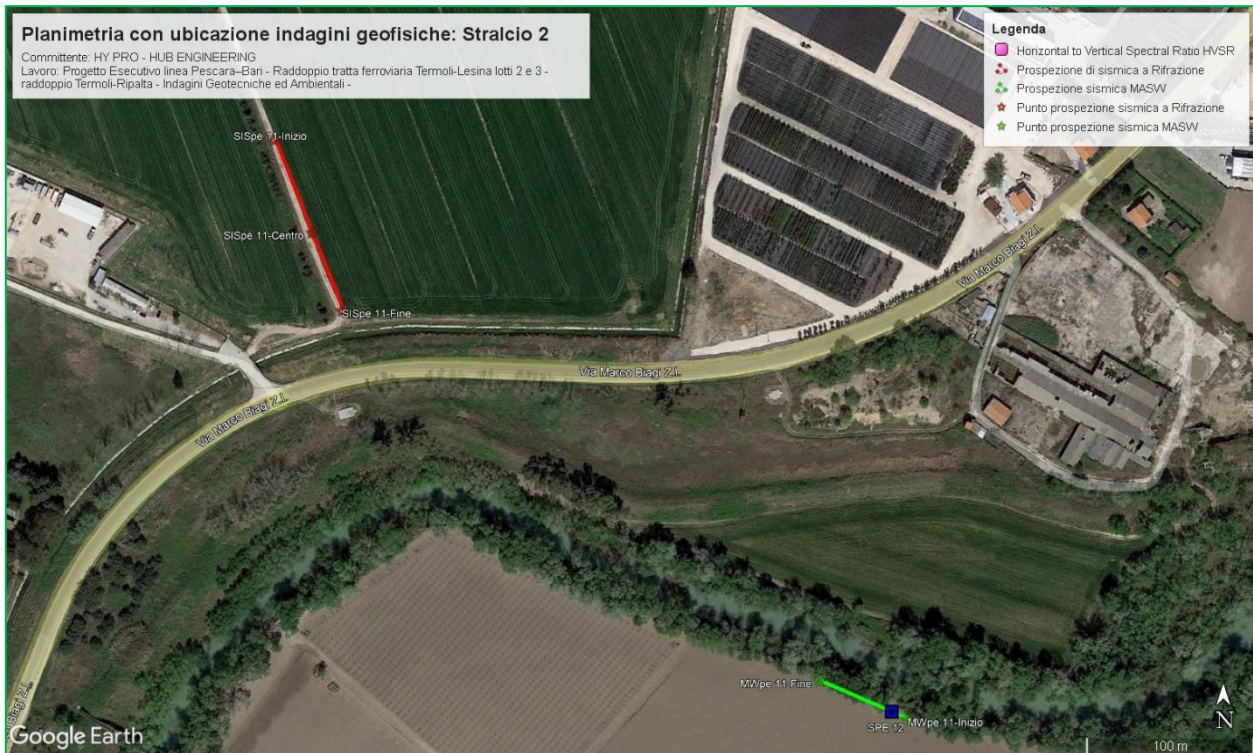 Planimetria con ubicazione indagini geofisiche: Stralcio 2
Committente: HY PRO - HUB ENGINEERING
Lavoro: Progetto Esecutivo linea Pescara–Bari - Raddoppio tratta ferroviaria Termoli-Lesina lotti 2 e 3 -
raddoppio Termoli-Ripalta - Indagini Geotecniche ed Ambientali -
Legenda
Horizontal to Vertical Spectral Ratio HVSR
Prospezione di sismica a Rifrazione
Prospezione sismica MASW
Punto prospezione sismica a Rifrazione
Punto prospezione sismica MASW
SISpe 11-Inizio
SISpe 11-Centro
SISpe 11-Fine
Via Marco Biagi Z.I.
Via Marco Biagi Z.I.
Via Marco Biagi Z.I.
Biagi Z.I.
MWpe 11-Fine
SPE 12
MWpe 11-Inizio
N
Google Earth
100 m